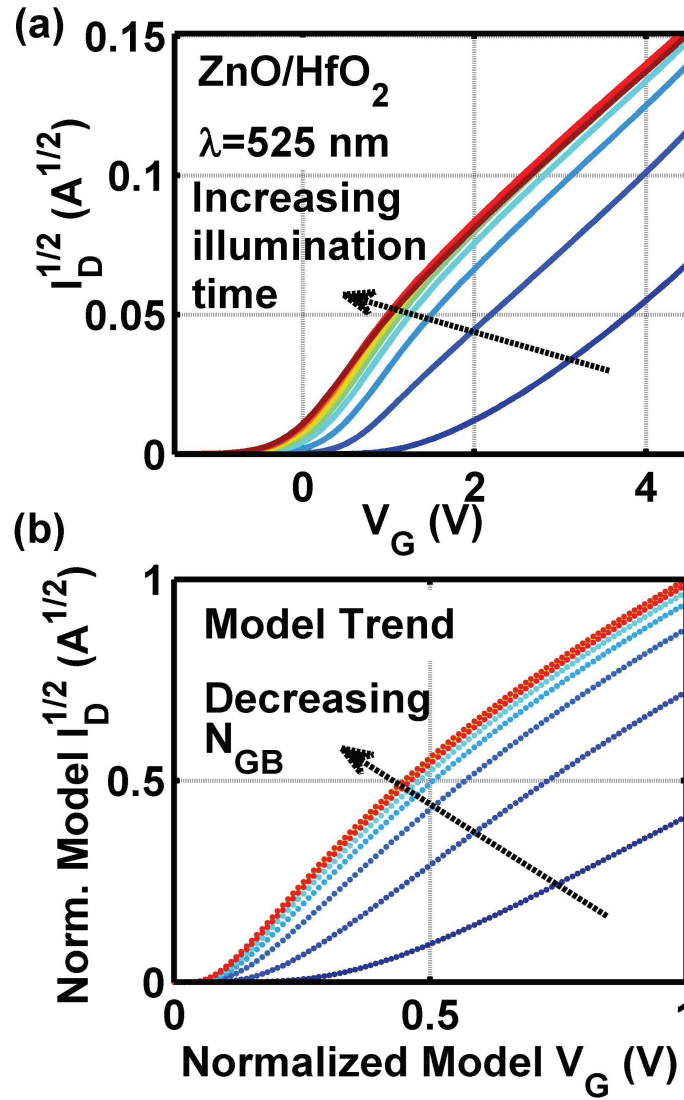 (a)
0.15
0.1
0.05
0
I_D^1/2 (A^1/2)
ZnO/HfO₂
λ=525 nm
Increasing
illumination
time
0 2 4
V_G (V)
(b)
1
0.5
0
Norm. Model I_D^1/2 (A^1/2)
Model Trend
Decreasing
N_GB
0 0.5 1
Normalized Model V_G (V)